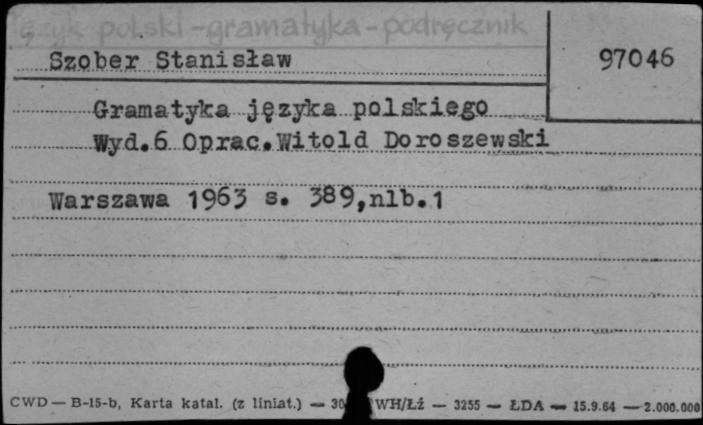 język polski - gramatyka - podręcznik
Szober Stanisław
97046
Gramatyka języka polskiego
Wyd.6 Oprac.Witold Doroszewski
Warszawa 1963 s. 389,nlb.1
CWD — B-15-b, Karta katal. (z liniat.) — 30 WH/Łź — 3255 — ŁDA — 15.9.64 — 2.000.000